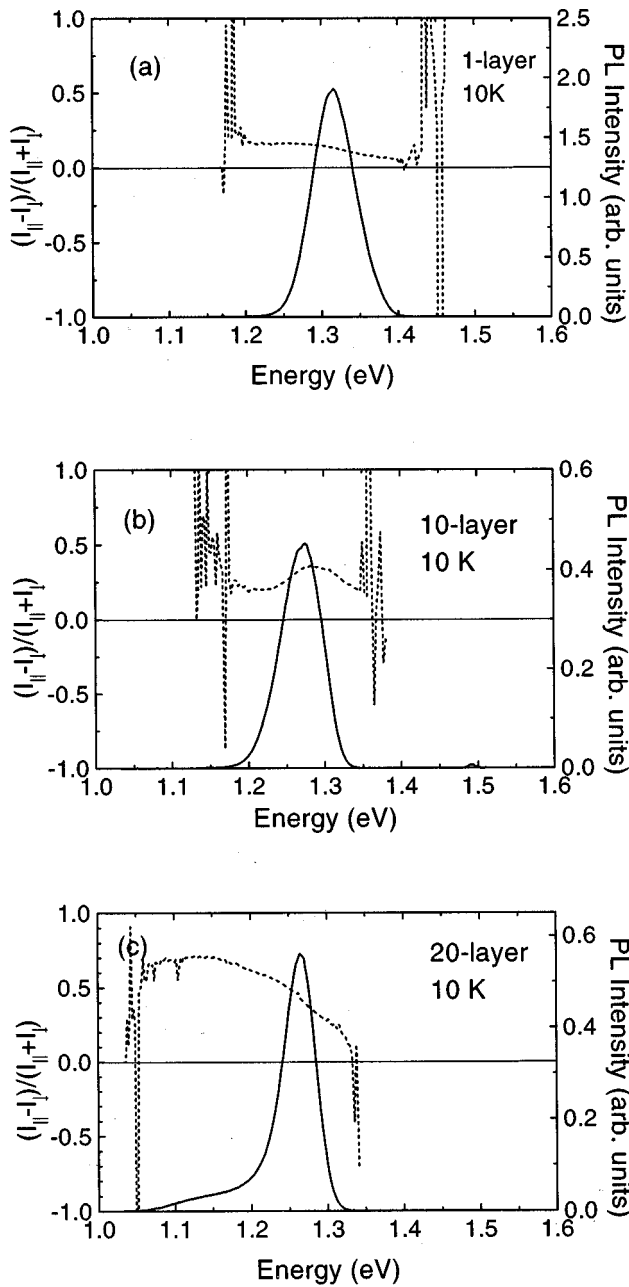 (a)
1-layer
10K
1.0
0.5
0.0
-0.5
-1.0
2.5
2.0
1.5
1.0
0.5
0.0
(I||-I⊥)/(I||+I⊥)
PL Intensity (arb. units)
1.0 1.1 1.2 1.3 1.4 1.5 1.6
Energy (eV)
(b)
10-layer
10 K
1.0
0.5
0.0
-0.5
-1.0
0.6
0.4
0.3
0.1
0.0
(I||-I⊥)/(I||+I⊥)
PL Intensity (arb. units)
1.0 1.1 1.2 1.3 1.4 1.5 1.6
Energy (eV)
(c)
20-layer
10 K
1.0
0.5
0.0
-0.5
-1.0
0.6
0.5
0.3
0.2
0.0
(I||-I⊥)/(I||+I⊥)
PL Intensity (arb. units)
1.0 1.1 1.2 1.3 1.4 1.5 1.6
Energy (eV)